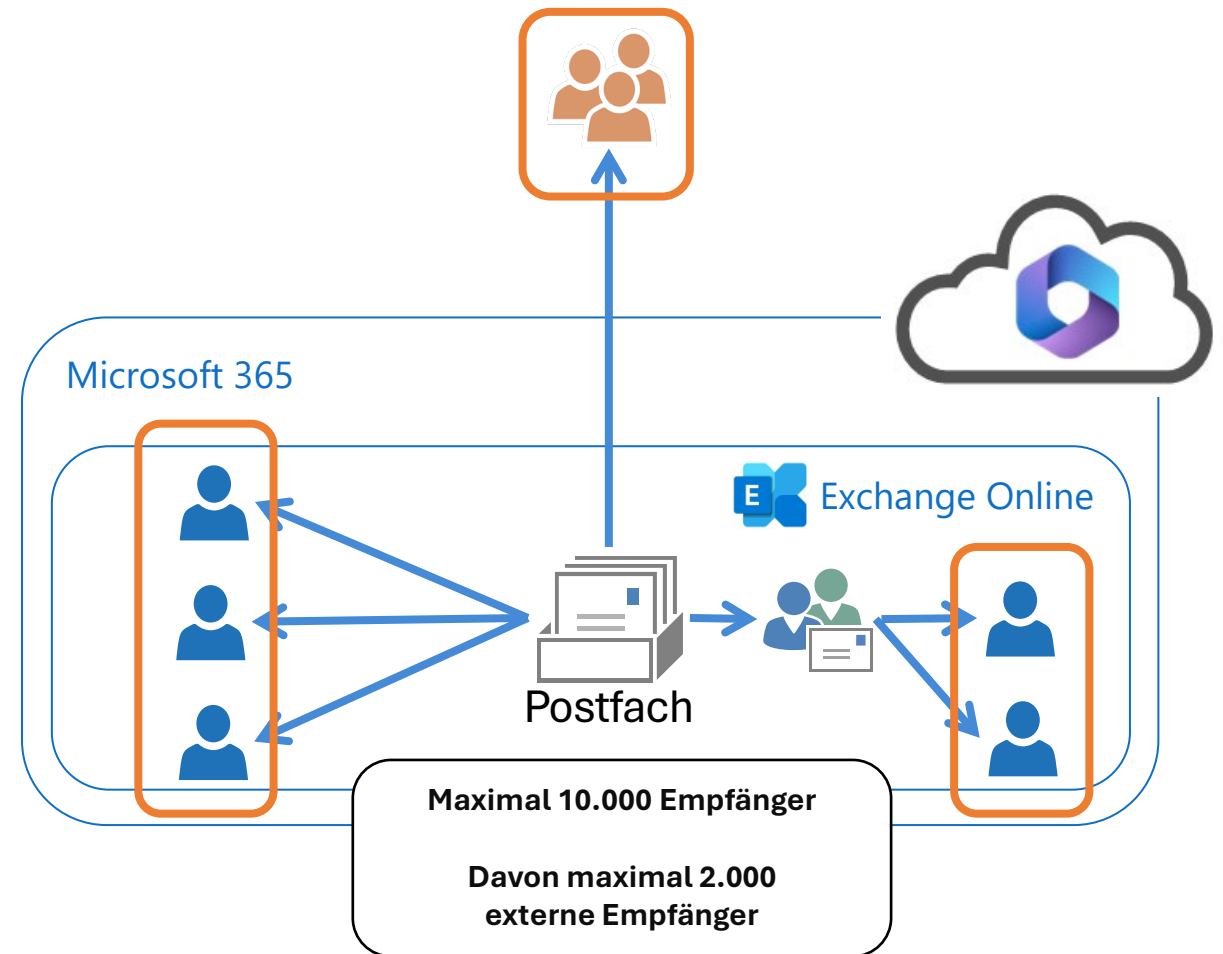 Microsoft 365
E
Exchange Online
Postfach
Maximal 10.000 Empfänger
Davon maximal 2.000
externe Empfänger